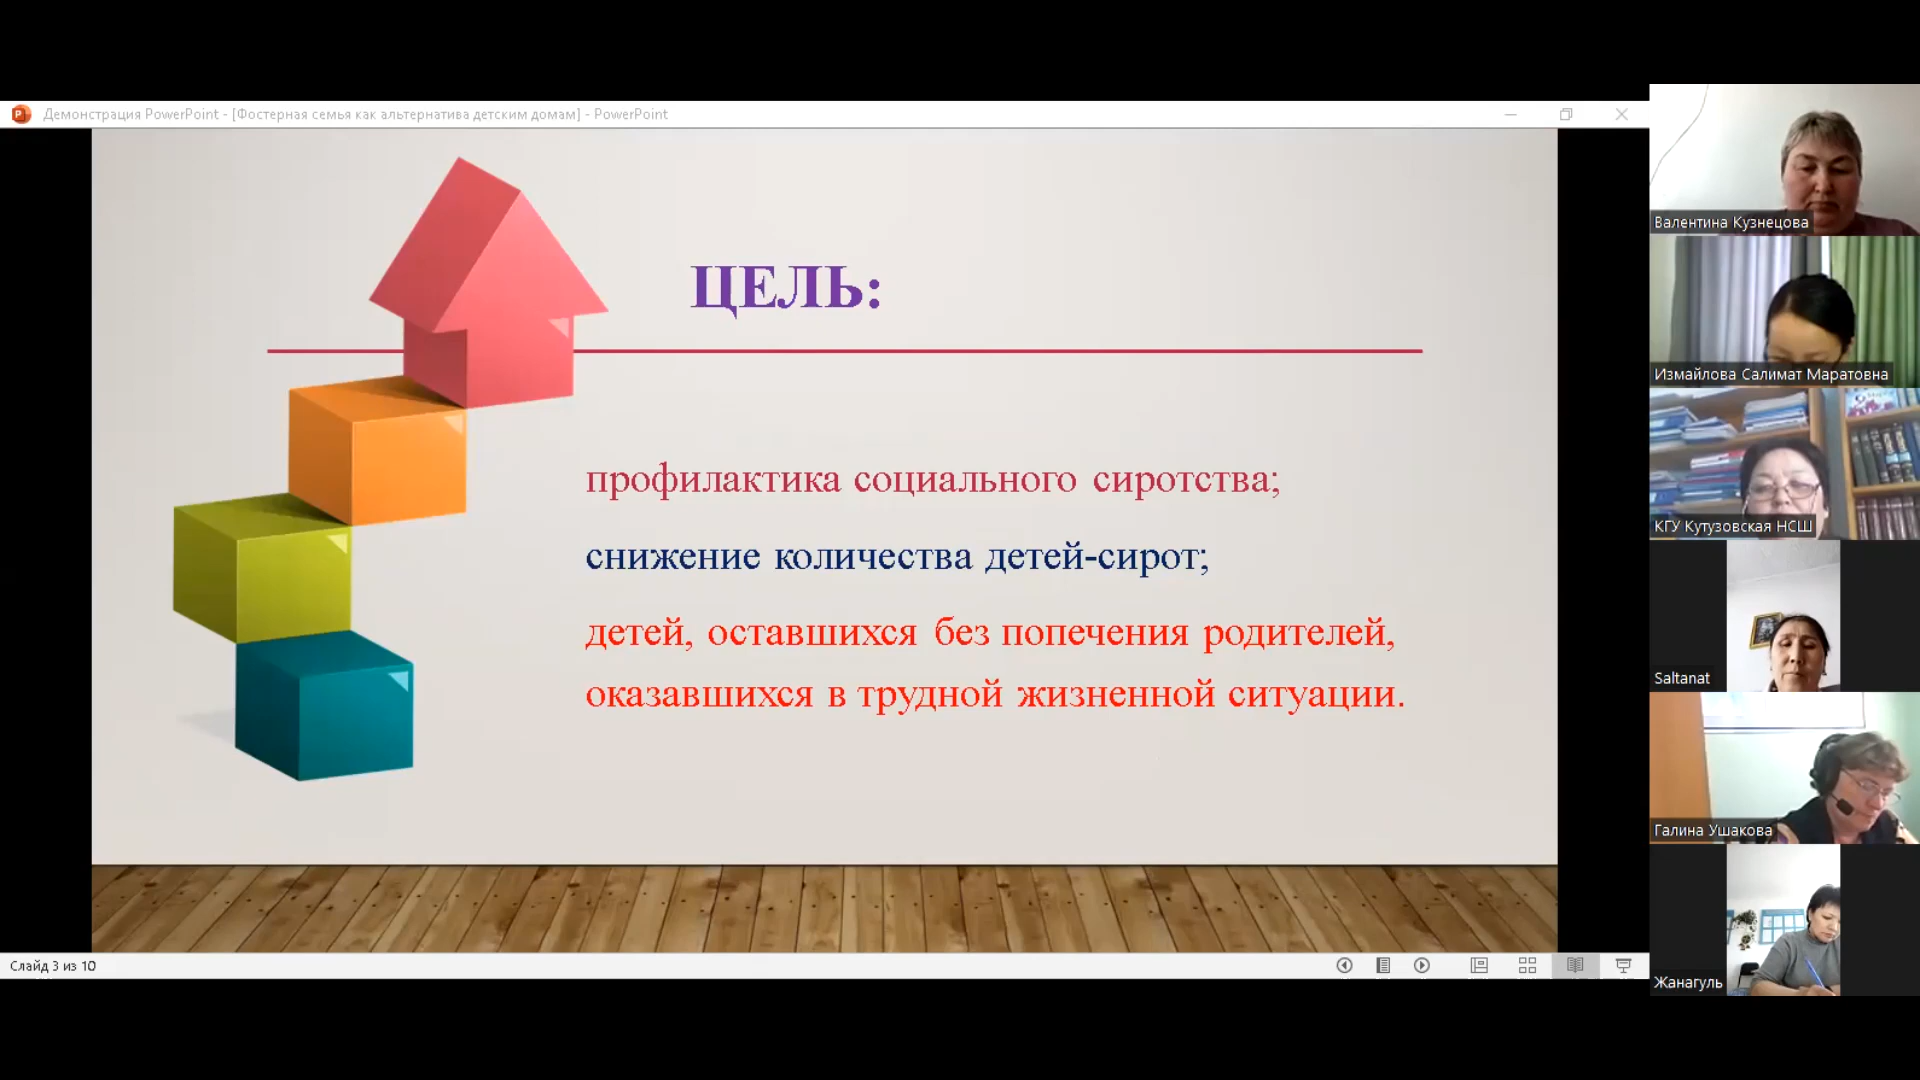 Демонстрация PowerPoint - [Фостерная семья как альтернатива детским домам] - PowerPoint
ЦЕЛЬ:
профилактика социального сиротства;
снижение количества детей-сирот;
детей, оставшихся без попечения родителей,
оказавшихся в трудной жизненной ситуации.
Слайд 3 из 10
Валентина Кузнецова
Измайлова Салимат Маратовна
КГУ Кутузовская НСШ
Saltanat
Галина Ушакова
Жанагуль